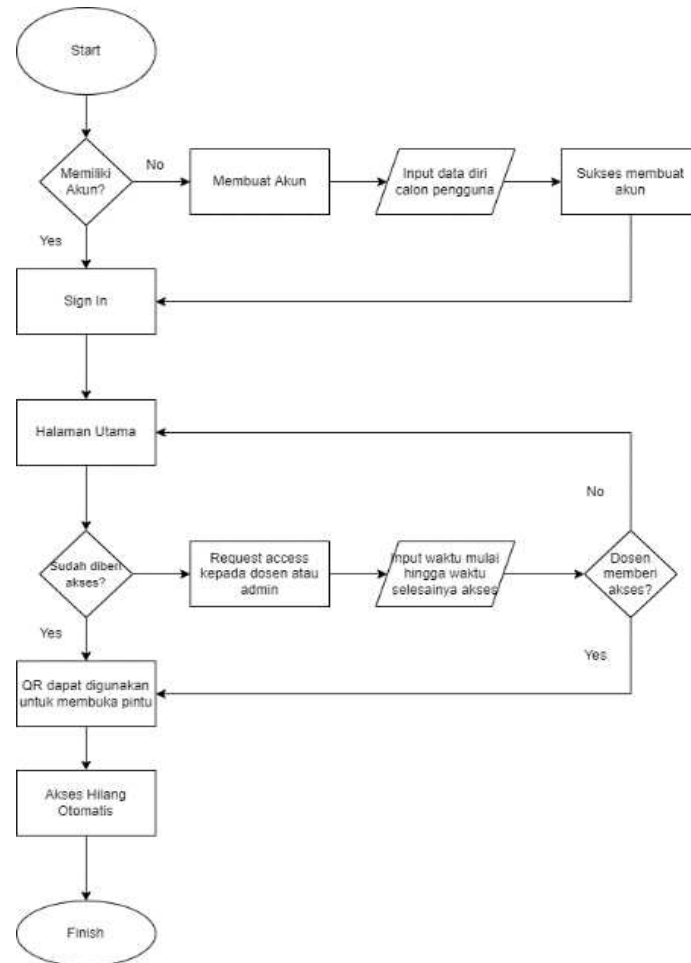 Start
Memiliki
Akun?
No
Membuat Akun
Input data diri
calon pengguna
Sukses membuat
akun
Yes
Sign In
Halaman Utama
No
Sudah diberi
akses?
Request access
kepada dosen atau
admin
Input waktu mulai
hingga waktu
selesainya akses
Dosen
memberi
akses?
Yes
Yes
QR dapat digunakan
untuk membuka pintu
Akses Hilang
Otomatis
Finish